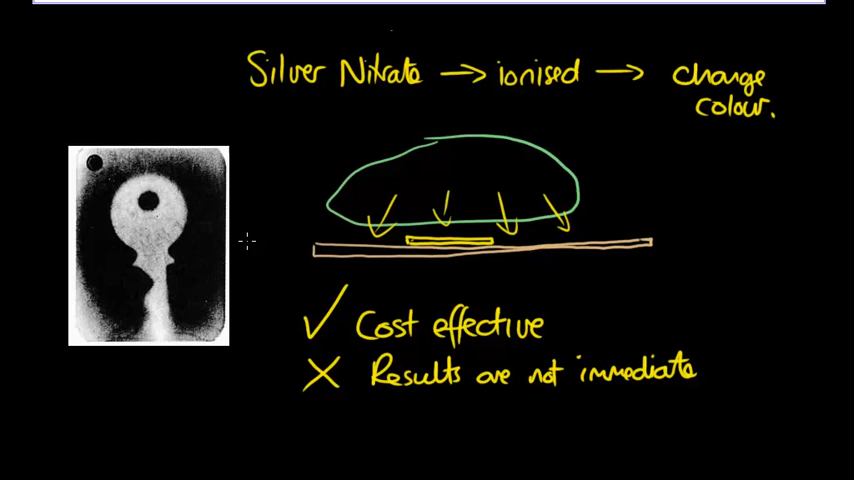 Silver Nitrate → ionised → change
colour.
✓ Cost effective
X Results are not immediate